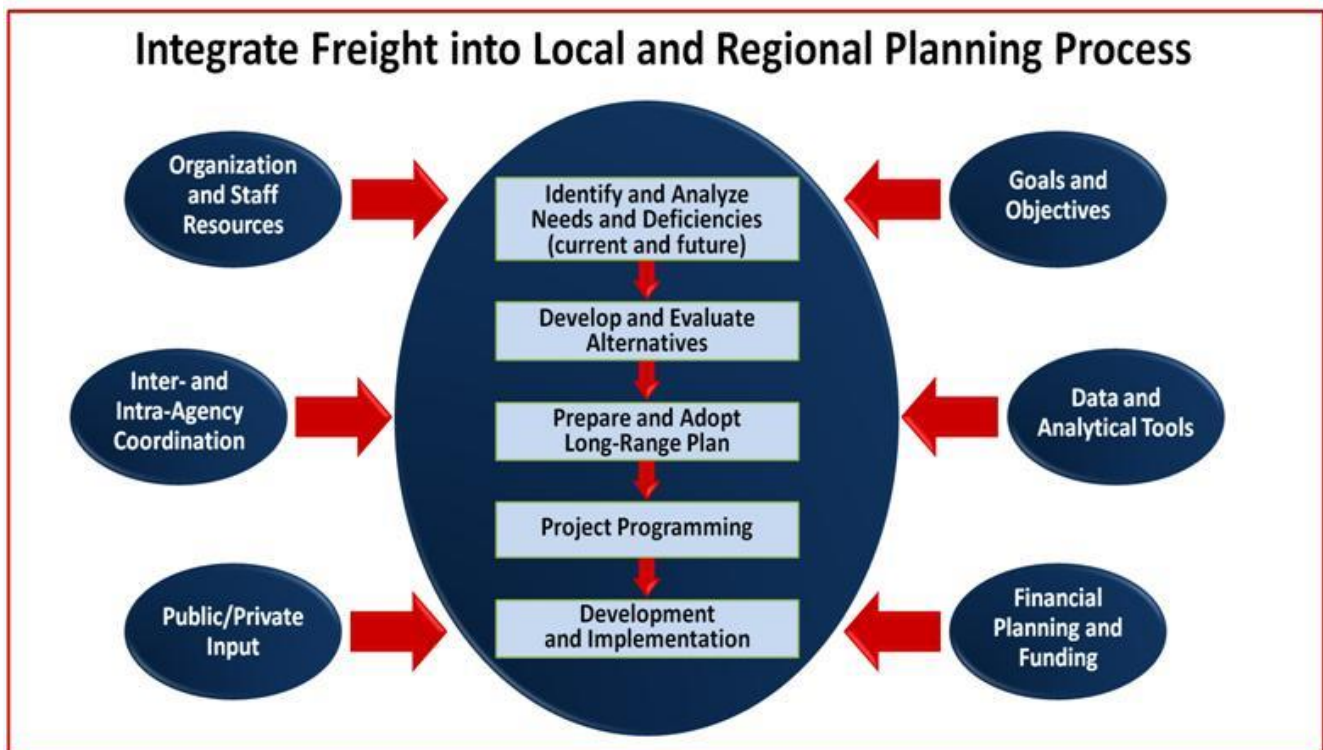 Integrate Freight into Local and Regional Planning Process
Organization
and Staff
Resources
Inter- and
Intra-Agency
Coordination
Public/Private
Input
Identify and Analyze
Needs and Deficiencies
(current and future)
Develop and Evaluate
Alternatives
Prepare and Adopt
Long-Range Plan
Project Programming
Development
and Implementation
Goals and
Objectives
Data and
Analytical Tools
Financial
Planning and
Funding